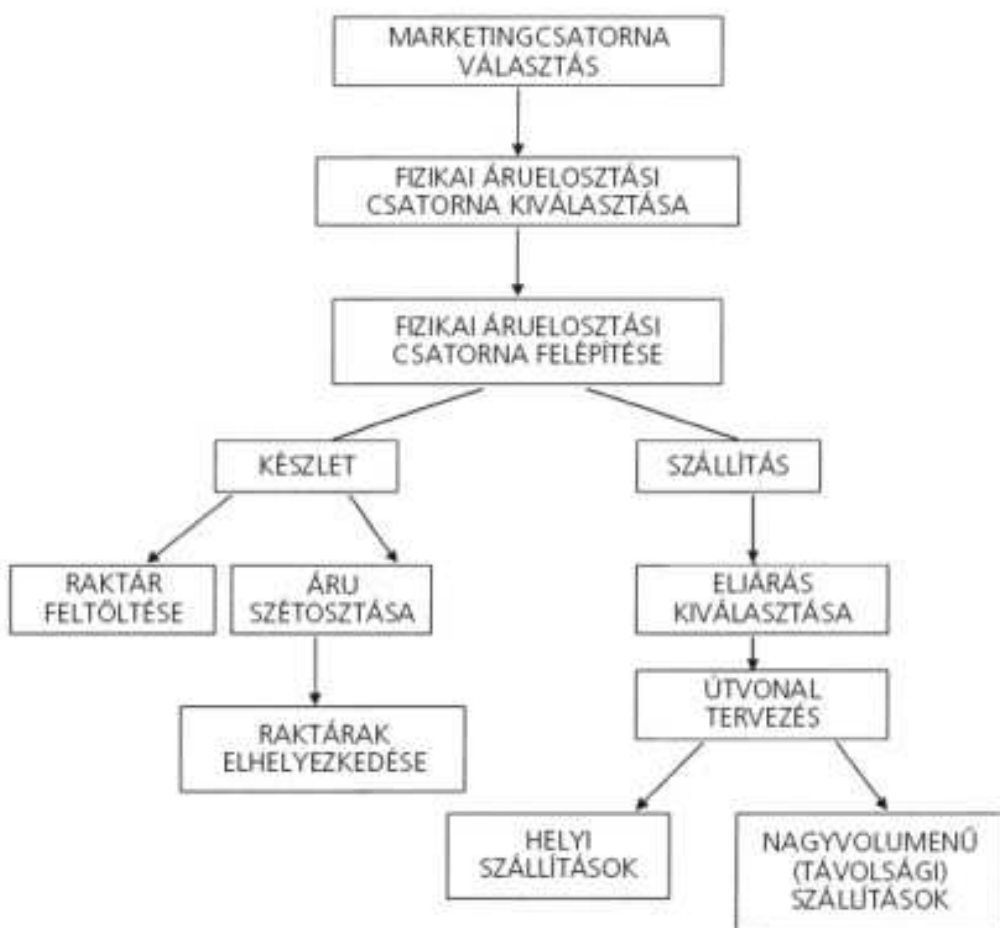 MARKETINGCSATORNA
VÁLASZTÁS
FIZIKAI ÁRUELOSZTÁSI
CSATORNA KIVÁLASZTÁSA
FIZIKAI ÁRUELOSZTÁSI
CSATORNA FELÉPÍTÉSE
KÉSZLET
SZÁLLÍTÁS
RAKTÁR
FELTÖLTÉSE
ÁRU
SZÉTOSZTÁSA
ELJÁRÁS
KIVÁLASZTÁSA
RAKTÁRAK
ELHELYEZKEDÉSE
ÚTVONAL
TERVEZÉS
HELYI
SZÁLLÍTÁSOK
NAGYVOLUMENŰ
(TÁVOLSÁGI)
SZÁLLÍTÁSOK